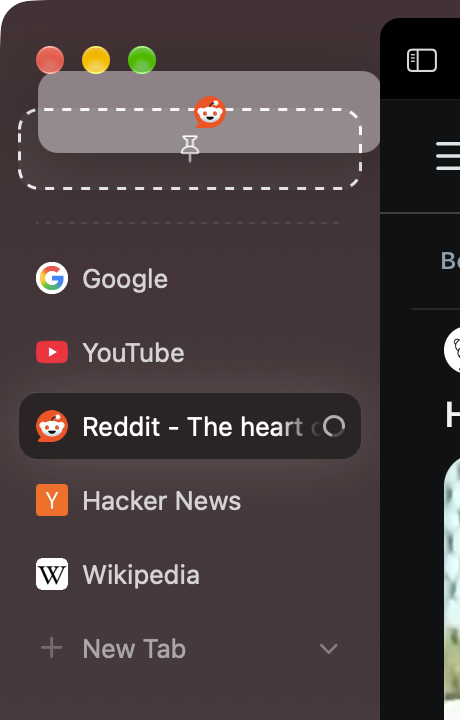 Google
YouTube
Reddit - The heart
Y
Hacker News
W
Wikipedia
New Tab